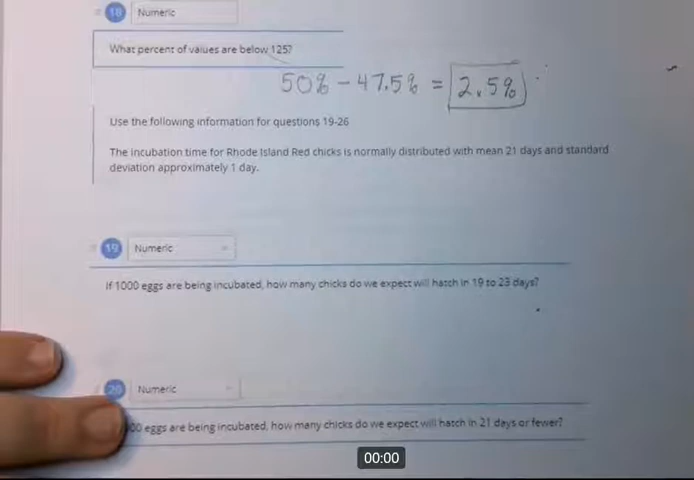 18 Numeric
What percent of values are below 125?
50% - 47.5% = 2.5%
Use the following information for questions 19-26
The incubation time for Rhode Island Red chicks is normally distributed with mean 21 days and standard
deviation approximately 1 day.
19 Numeric
If 1000 eggs are being incubated, how many chicks do we expect will hatch in 19 to 23 days?
20 Numeric
00 eggs are being incubated, how many chicks do we expect will hatch in 21 days or fewer?
00:00